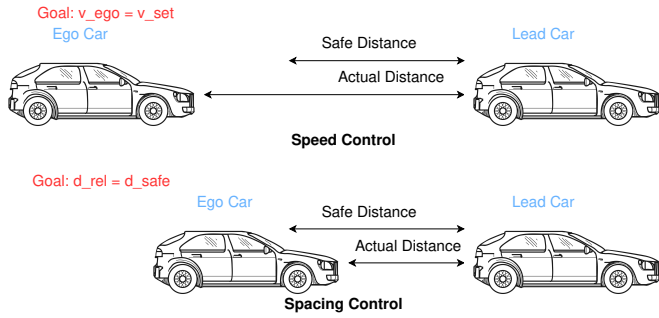 Goal: v_ego = v_set
Ego Car
Lead Car
Safe Distance
Actual Distance
Speed Control
Goal: d_rel = d_safe
Ego Car
Lead Car
Safe Distance
Actual Distance
Spacing Control